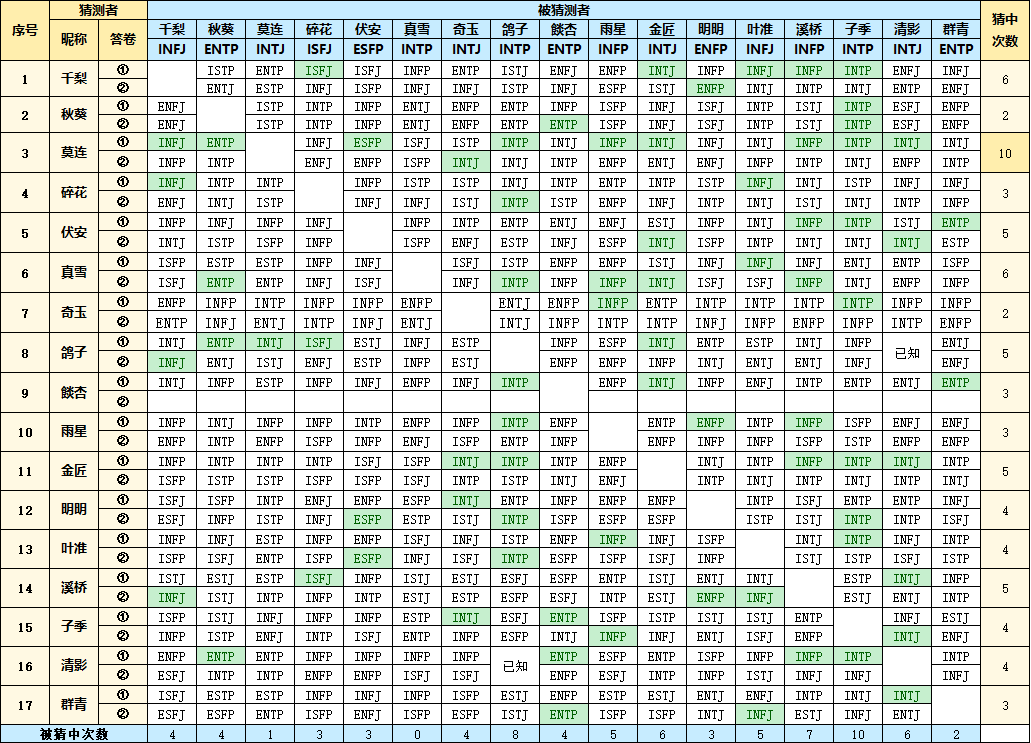 序号 猜测者 被猜测者 猜中次数
昵称 答卷 千梨 秋葵 莫连 碎花 伏安 真雪 奇玉 鸽子 餩杏 雨星 金匠 明明 叶准 溪桥 子季 清影 群青
INFJ ENTP INTJ ISFJ ESFP INTP INTJ INTP ENTP INFP INTJ ENFP INFJ INFP INTP INTJ ENTP
1 千梨 ① ISTP ENTP ISFJ ISFJ INFP ENTP ISTJ ENFJ ENFP INTJ INFP INFJ INFP INTP ENFJ INFJ 6
② ENTJ ESTP INFJ ISFP INFJ INTP INTJ INFP ESFP ISTJ ENFP INTJ INFJ INTJ ENTP ENFJ
2 秋葵 ① ENFJ ISTP INTP INFP ENTJ ENFP ENTJ INTP ISFP INFJ ISFJ INTP ISTJ INTP ESFJ ENFP 2
② ENFJ ISTP INTP INFP ENTJ ENFP ENTP ENTP ISFP INFJ ISFJ INTP ISTJ INTP ESFJ ENFP
3 莫连 ① INFJ ENTP INFJ ESFP ISFJ ISFP INTJ INTJ INFP INTJ ENFJ INTJ INFP INTP INTJ INTJ 10
② INFP INTP ENFJ ENFP ISTP INTJ INTJ INTP ENFP ENTJ ENFJ INFP INTP INTJ ENFP INTJ
4 碎花 ① INFJ INTP INTP INFP ISTP ISTP INTJ INFJ ENTP INTP ISTP INFJ INTJ ISTP INFJ INFJ 3
② ENFJ INTJ ISTP INFJ INFJ ISTJ INTP ISTP ENFP INFJ INTP INTJ ISTJ INTJ INTP INFP
5 伏安 ① INFP INFJ INFP INFJ INFP INTP ENTP ENTJ ENFJ ESTJ INFP INTJ INFP INTP ISTJ ENTP 5
② INTJ ISTP ISFP INFP ISFP ENFJ ESTP INFJ ESFP INTJ ISFP INTP INTJ INFJ INTJ ESTP
6 真雪 ① ISFP ESTP ESTP INFP INFJ ISFJ ISTP ENFP ENFP ISTJ INFP INFJ INFJ ENTJ ENTP ISFP 6
② ISFJ ENTP ENFP INFJ ISFJ INFJ INTP INFP INFP INTJ ISFJ ISFJ INFP INTJ ENFP INFP
7 奇玉 ① ENFP INFP INTP INFP INTP ENFP ENTJ ENFP INFP ENTP INTP INTP INTP INTP INFP INTP 2
② ENTP INFJ ENTJ INTP INFJ ENTJ INTJ INFP INTP INTP INFJ INFP ENFP INFP INTP ENFP
8 鸽子 ① INTJ ENTP INTJ ISFJ ESTJ INFJ ESTP INFP ESFP INTJ ENTP ESTP INTJ INFP 已知 ENTJ 5
② INFJ ENTJ ISTJ ENFJ ESTP INFP ENTP ENFP INFP INTP ENFP INTP ENTJ ENFJ ENFJ
9 餩杏 ① INTJ INFP ESTP INFP INFJ ENFP INFJ INTP ENFP INTJ INFP ENFJ INTP ENTP ENTJ ENTP 3
②
10 雨星 ① INFP INTJ INFP INFP INTP ENFP INFP INTP INFP ENTP ENFP INTP INFP ISFP ENFJ ENFJ 3
② ENFP INTP ENFP ISFP INFP ENFJ ISFP ENTP INFP ENFP INFP INFP ISFP ENFP INFP ENFP
11 金匠 ① INFP INTP INTP INTP ISFJ ISFP INTJ INTP INTP ENFP INTJ INTP INFP INTP INTJ INTP 5
② ISFP ISTP INTP ISFP ISFP ISTJ INFP INTP ISTJ ENFJ INTP INTJ INTJ ENTP INTP INTJ
12 明明 ① ISFJ ISFP INTP ENFJ ENFP ESFP INTJ ENTP ENTP ENFP ENFP INTP ISFP ENTP ENTP INTP 4
② ESFJ INFP ISTP INFJ ESFP ESTP ISTJ INTP ISFP ESFP ESFP ISTP ISTJ INTP INTP ISFJ
13 叶准 ① INFP INFP ESTP INFP ENFP ISFJ INFJ ISTP ENFP INFP INFJ ISFP INTJ INTP INFJ INFP 4
② ISFP ISFJ ENTJ ISFP ESFP INFJ ISFJ INTP ENFP ISFP ISFJ INFP ISTJ ISTP ISFJ ISTP
14 溪桥 ① ISTJ ESTJ ESTP ISFJ INFP ISTJ ESTJ ESFJ ESFP ENTP ISTJ ENTJ INTJ ESTP INTJ INFP 5
② INFJ ISTJ INTP INFP INTP ENTJ ESTP ESFP ESFJ INTP ESTP ENFP INFJ ESTJ ENTJ INTP
15 子季 ① ISFP ISTJ INFJ INFP INFP ESTP INTJ ESFJ ENTP ISFP INTP ISTJ ESTJ ENTP INFJ ESTJ 4
② INFP ISTP ENFJ INTP ISFJ ENTP INFP ESFP INTJ INFP ENFP ENTJ ISFJ ENFP INTJ ENFJ
16 清影 ① ENFP ENTP ENTP INFP INFP INFP INFP 已知 ENTP ESFP ENTP ISFP INFP INFP INTP INTP 4
② ESFJ INTP INTP ENFP ENFP ISFJ ISFJ ENFP ESFJ INTP ENFP ISFP INFJ INFJ INFJ
17 群青 ① ISFJ ESTP ENTP ESTP INFP INFP ISFP ESTJ ENFP ESTP ESTJ ENTJ ENFJ INTP INTP INTJ 3
② ESFJ ESFP ENTP ISFP ENFJ ISFP ESFP ISTJ ENTP ISFP ISFP INTJ INFJ ESTJ INFJ ENTJ
被猜中次数 4 4 1 3 3 0 4 8 4 5 6 3 5 7 10 6 2